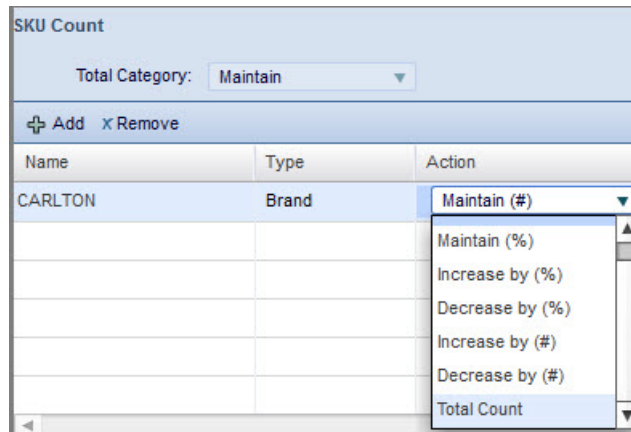 SKU Count
Total Category: Maintain
Add x Remove
Name Type Action
CARLTON Brand Maintain (#)
Maintain (%)
Increase by (%)
Decrease by (%)
Increase by (#)
Decrease by (#)
Total Count